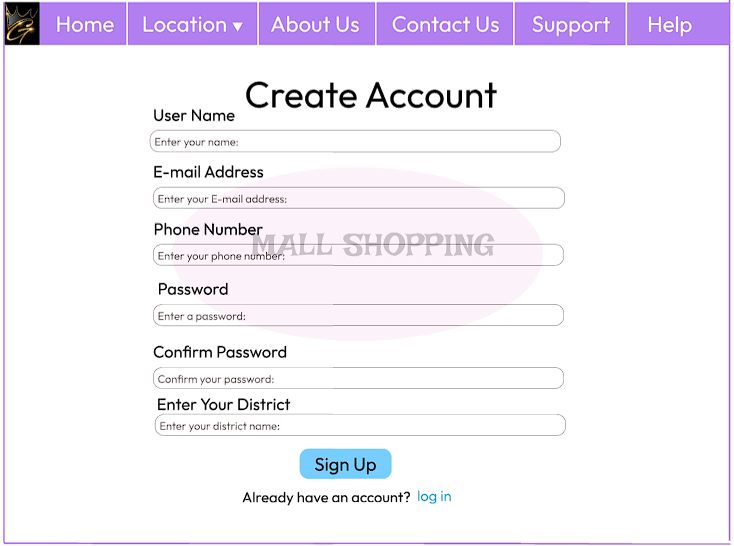 G
Home Location ▼ About Us Contact Us Support Help
Create Account
User Name
Enter your name:
E-mail Address
Enter your E-mail address:
Phone Number
MALL SHOPPING
Enter your phone number:
Password
Enter a password:
Confirm Password
Confirm your password:
Enter Your District
Enter your district name:
Sign Up
Already have an account? log in